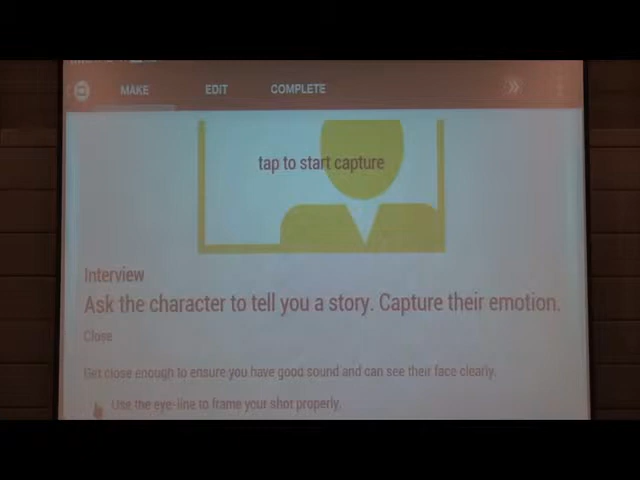 MAKE EDIT COMPLETE
tap to start capture
Interview
Ask the character to tell you a story. Capture their emotion.
Close
Get close enough to ensure you have good sound and can see their face clearly.
Use the eye-line to frame your shot properly.